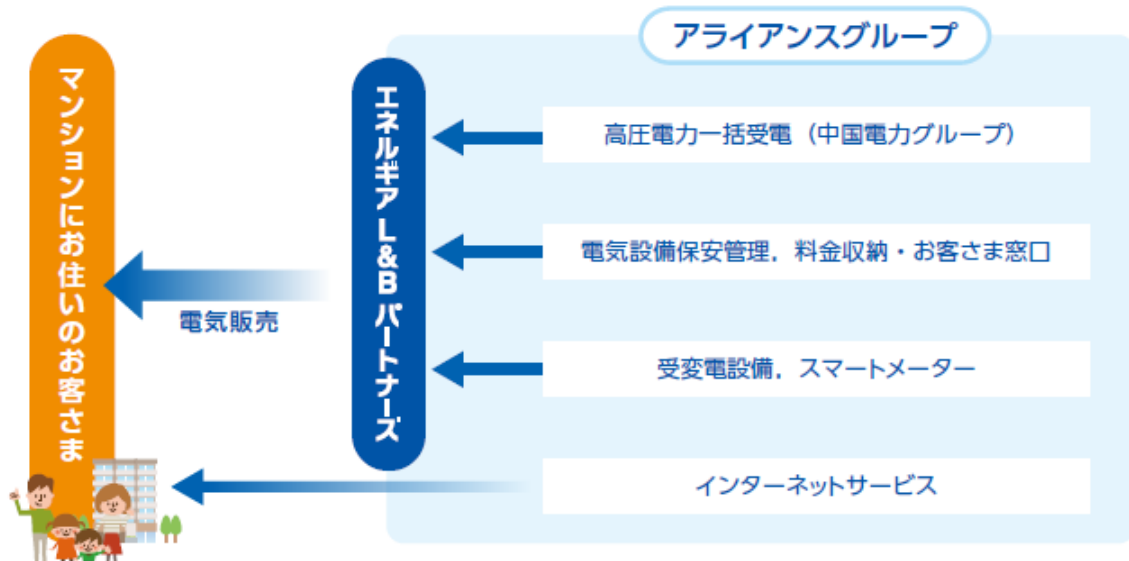 アライアンスグループ
マンションにお住いのお客さま
エネルギア L&B パートナーズ
高圧電力一括受電（中国電力グループ）
電気設備保安管理，料金収納・お客さま窓口
電気販売
受変電設備，スマートメーター
インターネットサービス